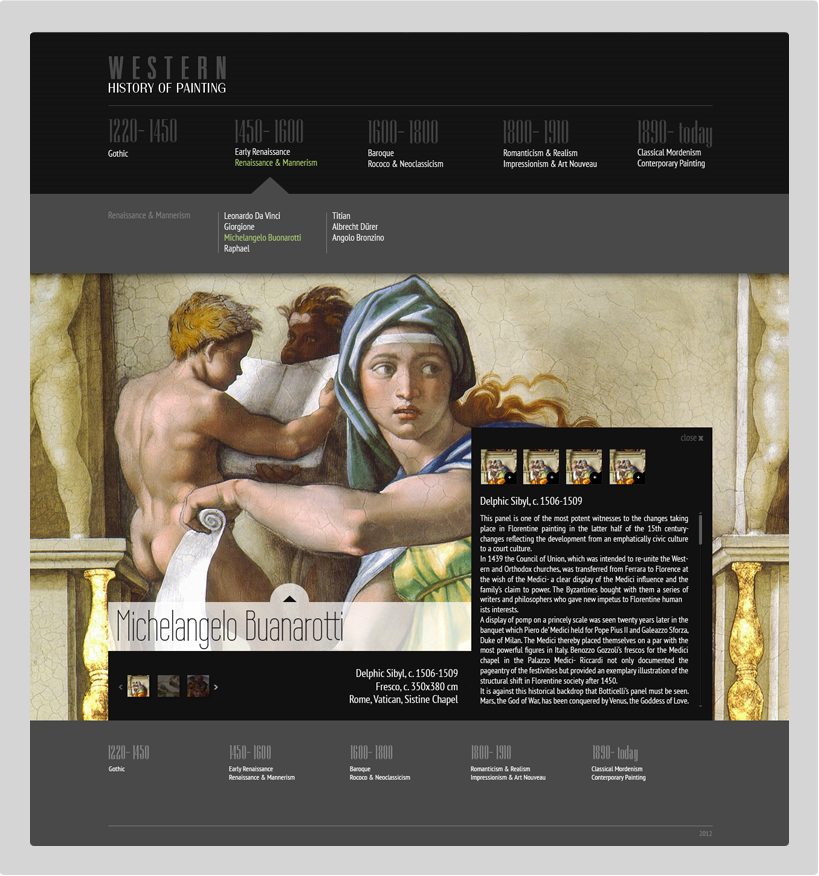 WESTERN
HISTORY OF PAINTING
1220- 1450
Gothic
1450- 1600
Early Renaissance
Renaissance & Mannerism
1600- 1800
Baroque
Rococo & Neoclassicism
1800- 1910
Romanticism & Realism
Impressionism & Art Nouveau
1890- today
Classical Mordenism
Conterporary Painting
Renaissance & Mannerism
Leonardo Da Vinci
Giorgione
Michelangelo Buonarotti
Raphael
Titian
Albrecht Dürer
Angolo Bronzino
close x
Delphic Sibyl, c. 1506-1509
This panel is one of the most potent witnesses to the changes taking
place in Florentine painting in the latter half of the 15th century-
changes reflecting the development from an emphatically civic culture
to a court culture.
In 1439 the Council of Union, which was intended to re-unite the West-
ern and Orthodox churches, was transferred from Ferrara to Florence at
the wish of the Medici- a clear display of the Medici influence and the
family's claim to power. The Byzantines bought with them a series of
writers and philosophers who gave new impetus to Florentine human
ists interests.
A display of pomp on a princely scale was seen twenty years later in the
banquet which Piero de' Medici held for Pope Pius II and Galeazzo Sforza,
Duke of Milan. The Medici thereby placed themselves on a par with the
most powerful figures in Italy. Benozzo Gozzoli's frescos for the Medici
chapel in the Palazzo Medici- Riccardi not only documented the
pageantry of the festivities but provided an exemplary illustration of the
structural shift in Florentine society after 1450.
It is against this historical backdrop that Botticelli's panel must be seen.
Mars, the God of War, has been conquered by Venus, the Goddess of Love.
Michelangelo Buanarotti
Delphic Sibyl, c. 1506-1509
Fresco, c. 350x380 cm
Rome, Vatican, Sistine Chapel
1220- 1450
Gothic
1450- 1600
Early Renaissance
Renaissance & Mannerism
1600- 1800
Baroque
Rococo & Neoclassicism
1800- 1910
Romanticism & Realism
Impressionism & Art Nouveau
1890- today
Classical Mordenism
Conterporary Painting
2012